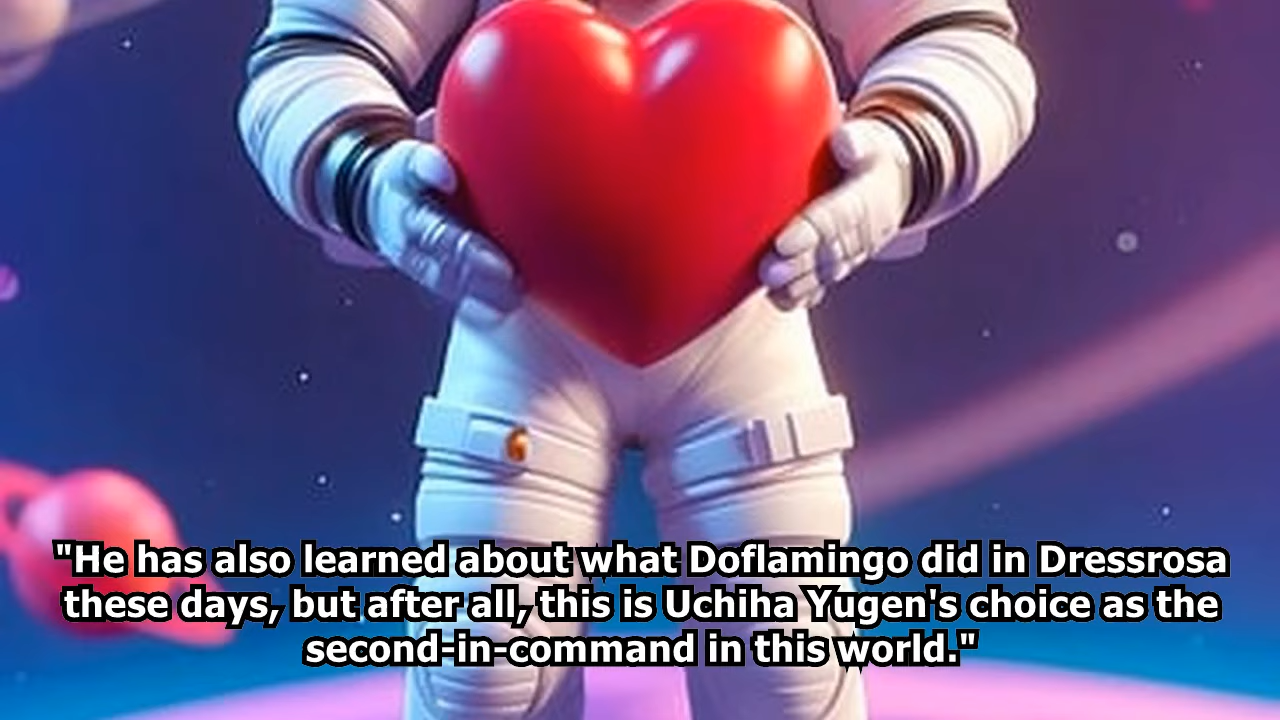 "He has also learned about what Doflamingo did in Dressrosa
these days, but after all, this is Uchiha Yugen's choice as the
second-in-command in this world."